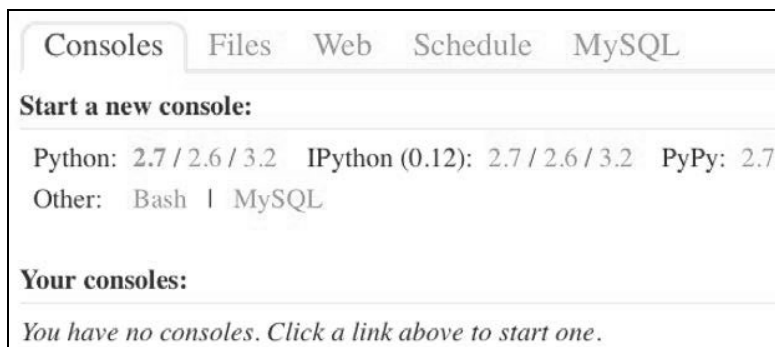 Consoles Files Web Schedule MySQL
Start a new console:
Python: 2.7 / 2.6 / 3.2 IPython (0.12): 2.7 / 2.6 / 3.2 PyPy: 2.7
Other: Bash | MySQL
Your consoles:
You have no consoles. Click a link above to start one.